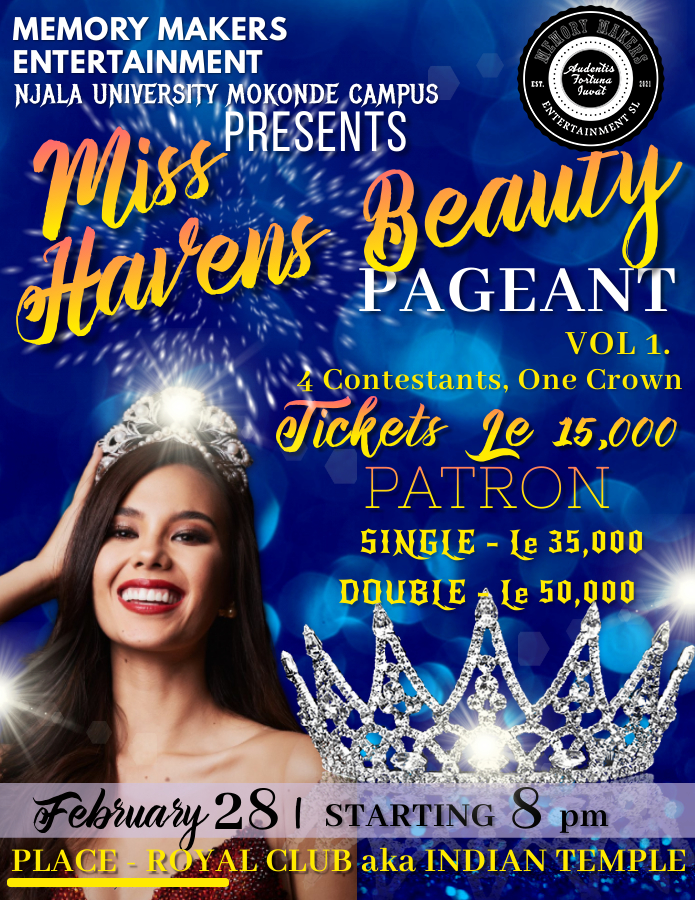 MEMORY MAKERS
ENTERTAINMENT
NJALA UNIVERSITY MOKONDE CAMPUS
PRESENTS
MEMORY MAKERS
EST.
Audentis
Fortuna
Iuvat
2021
ENTERTAINMENT SL
Miss
Havens Beauty
PAGEANT
VOL 1.
4 Contestants, One Crown
Tickets Le 15,000
PATRON
SINGLE - Le 35,000
DOUBLE - Le 50,000
February 28 | STARTING 8 pm
PLACE - ROYAL CLUB aka INDIAN TEMPLE